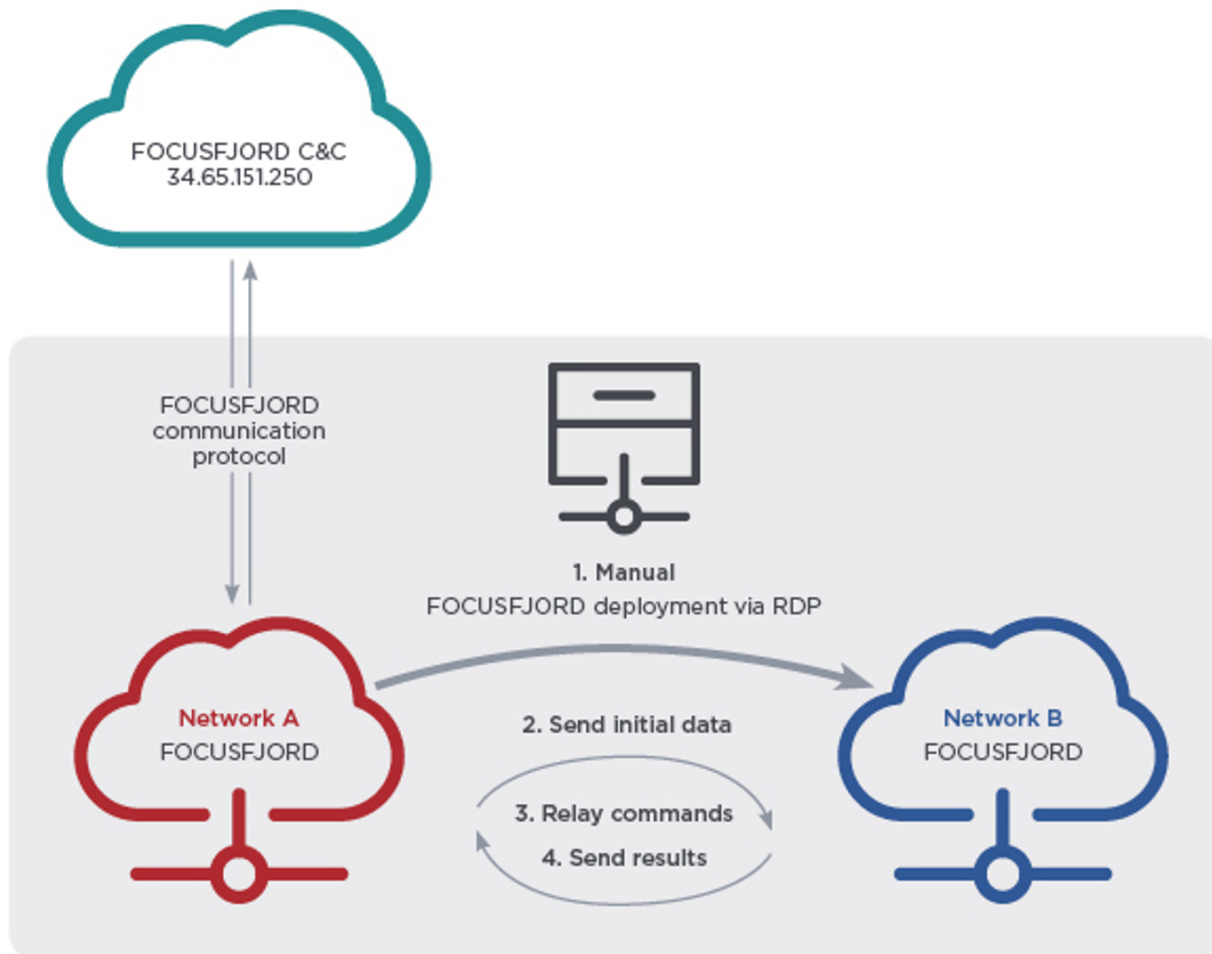 FOCUSFJORD C&C
34.65.151.250
FOCUSFJORD
communication
protocol
1. Manual
FOCUSFJORD deployment via RDP
Network A
FOCUSFJORD
2. Send initial data
3. Relay commands
4. Send results
Network B
FOCUSFJORD